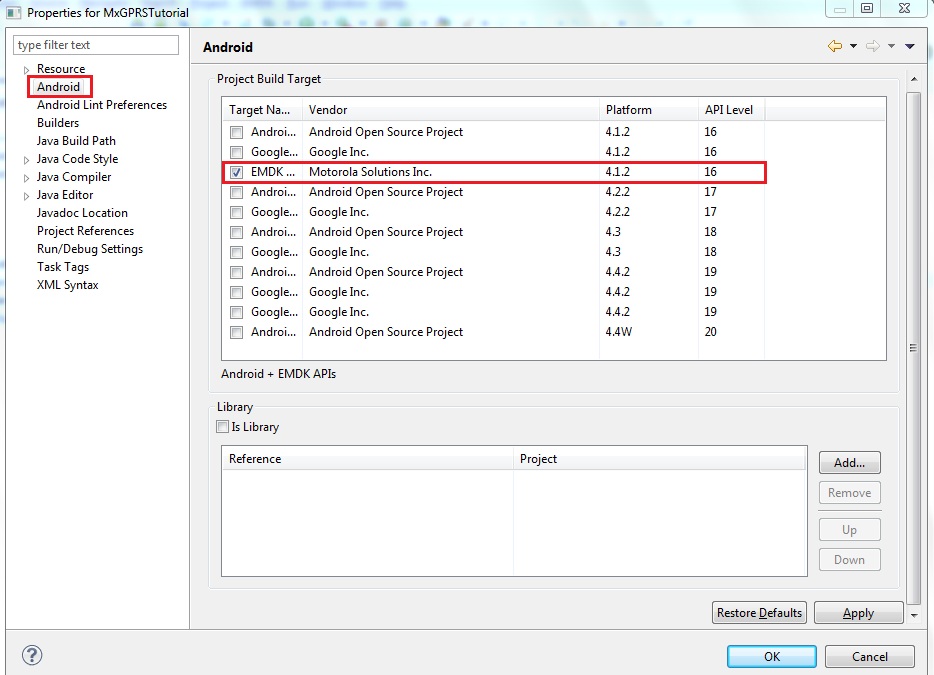 Properties for MxGPRSTutorial
type filter text
Resource
Android
Android Lint Preferences
Builders
Java Build Path
Java Code Style
Java Compiler
Java Editor
Javadoc Location
Project References
Run/Debug Settings
Task Tags
XML Syntax
Android
Project Build Target
Target Na... Vendor Platform API Level
Androi... Android Open Source Project 4.1.2 16
Google... Google Inc. 4.1.2 16
EMDK ... Motorola Solutions Inc. 4.1.2 16
Androi... Android Open Source Project 4.2.2 17
Google... Google Inc. 4.2.2 17
Androi... Android Open Source Project 4.3 18
Google... Google Inc. 4.3 18
Androi... Android Open Source Project 4.4.2 19
Google... Google Inc. 4.4.2 19
Google... Google Inc. 4.4.2 19
Androi... Android Open Source Project 4.4W 20
Android + EMDK APIs
Library
Is Library
Reference Project
Add...
Remove
Up
Down
Restore Defaults Apply
? OK Cancel